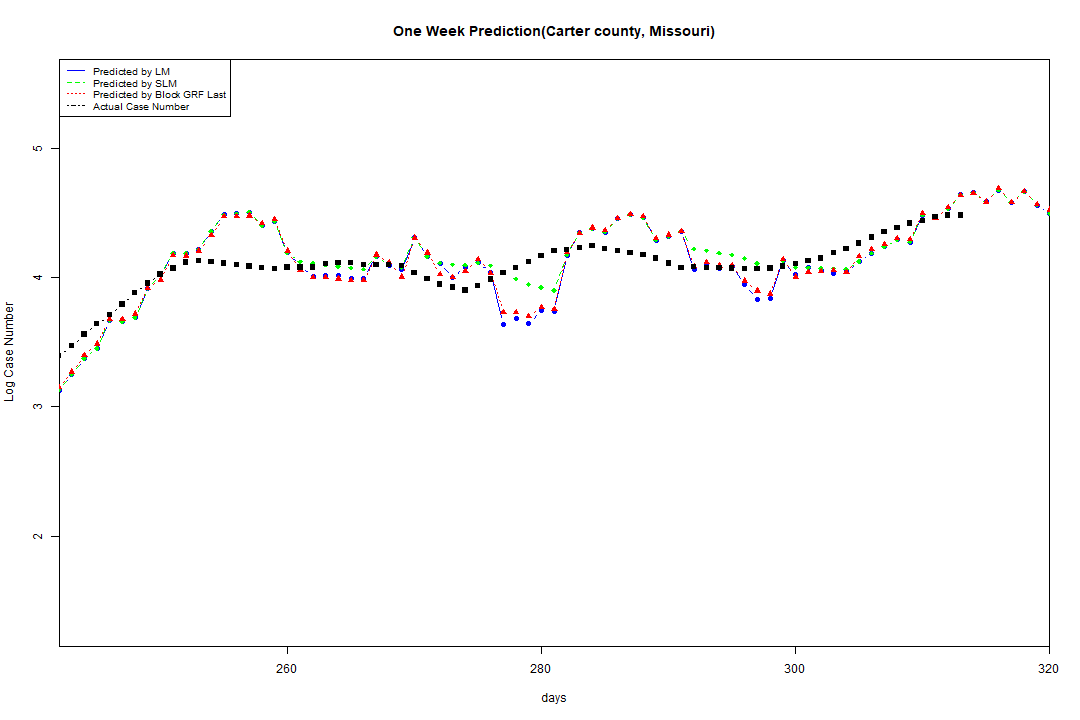 One Week Prediction(Carter county, Missouri)
Predicted by LM
Predicted by SLM
Predicted by Block GRF Last
Actual Case Number
5
4
3
2
Log Case Number
260 280 300 320
days